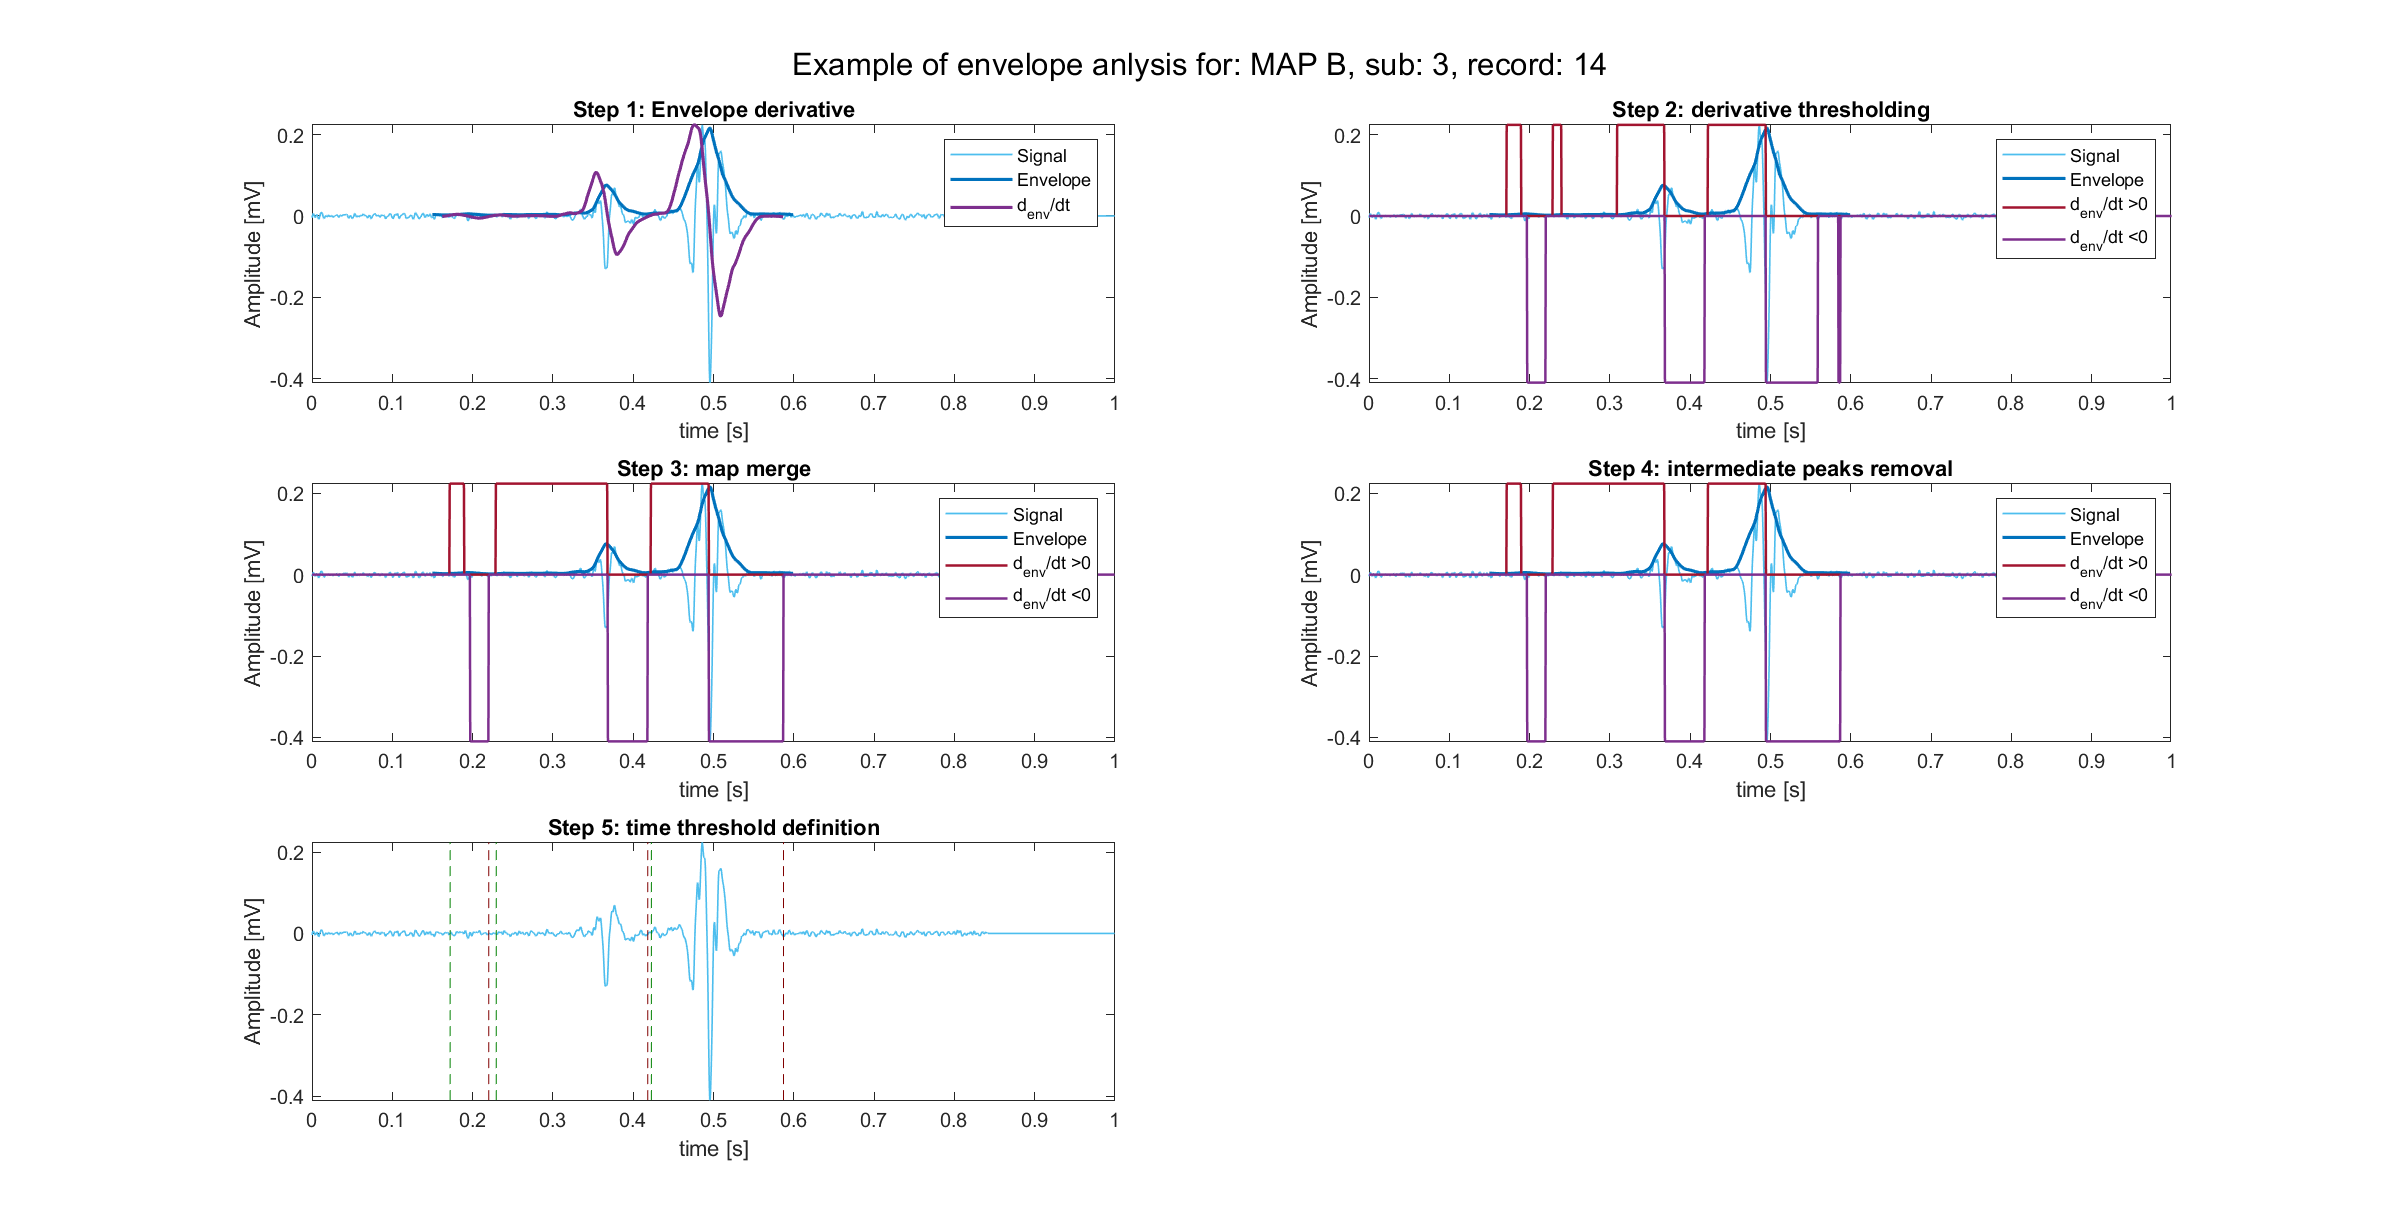 Example of envelope anlysis for: MAP B, sub: 3, record: 14
Step 1: Envelope derivative
Amplitude [mV]
0.2
0
-0.2
-0.4
0 0.1 0.2 0.3 0.4 0.5 0.6 0.7 0.8 0.9 1
time [s]
Signal
Envelope
d_env/dt
Step 2: derivative thresholding
Amplitude [mV]
0.2
0
-0.2
-0.4
0 0.1 0.2 0.3 0.4 0.5 0.6 0.7 0.8 0.9 1
time [s]
Signal
Envelope
d_env/dt >0
d_env/dt <0
Step 3: map merge
Amplitude [mV]
0.2
0
-0.2
-0.4
0 0.1 0.2 0.3 0.4 0.5 0.6 0.7 0.8 0.9 1
time [s]
Signal
Envelope
d_env/dt >0
d_env/dt <0
Step 4: intermediate peaks removal
Amplitude [mV]
0.2
0
-0.2
-0.4
0 0.1 0.2 0.3 0.4 0.5 0.6 0.7 0.8 0.9 1
time [s]
Signal
Envelope
d_env/dt >0
d_env/dt <0
Step 5: time threshold definition
Amplitude [mV]
0.2
0
-0.2
-0.4
0 0.1 0.2 0.3 0.4 0.5 0.6 0.7 0.8 0.9 1
time [s]